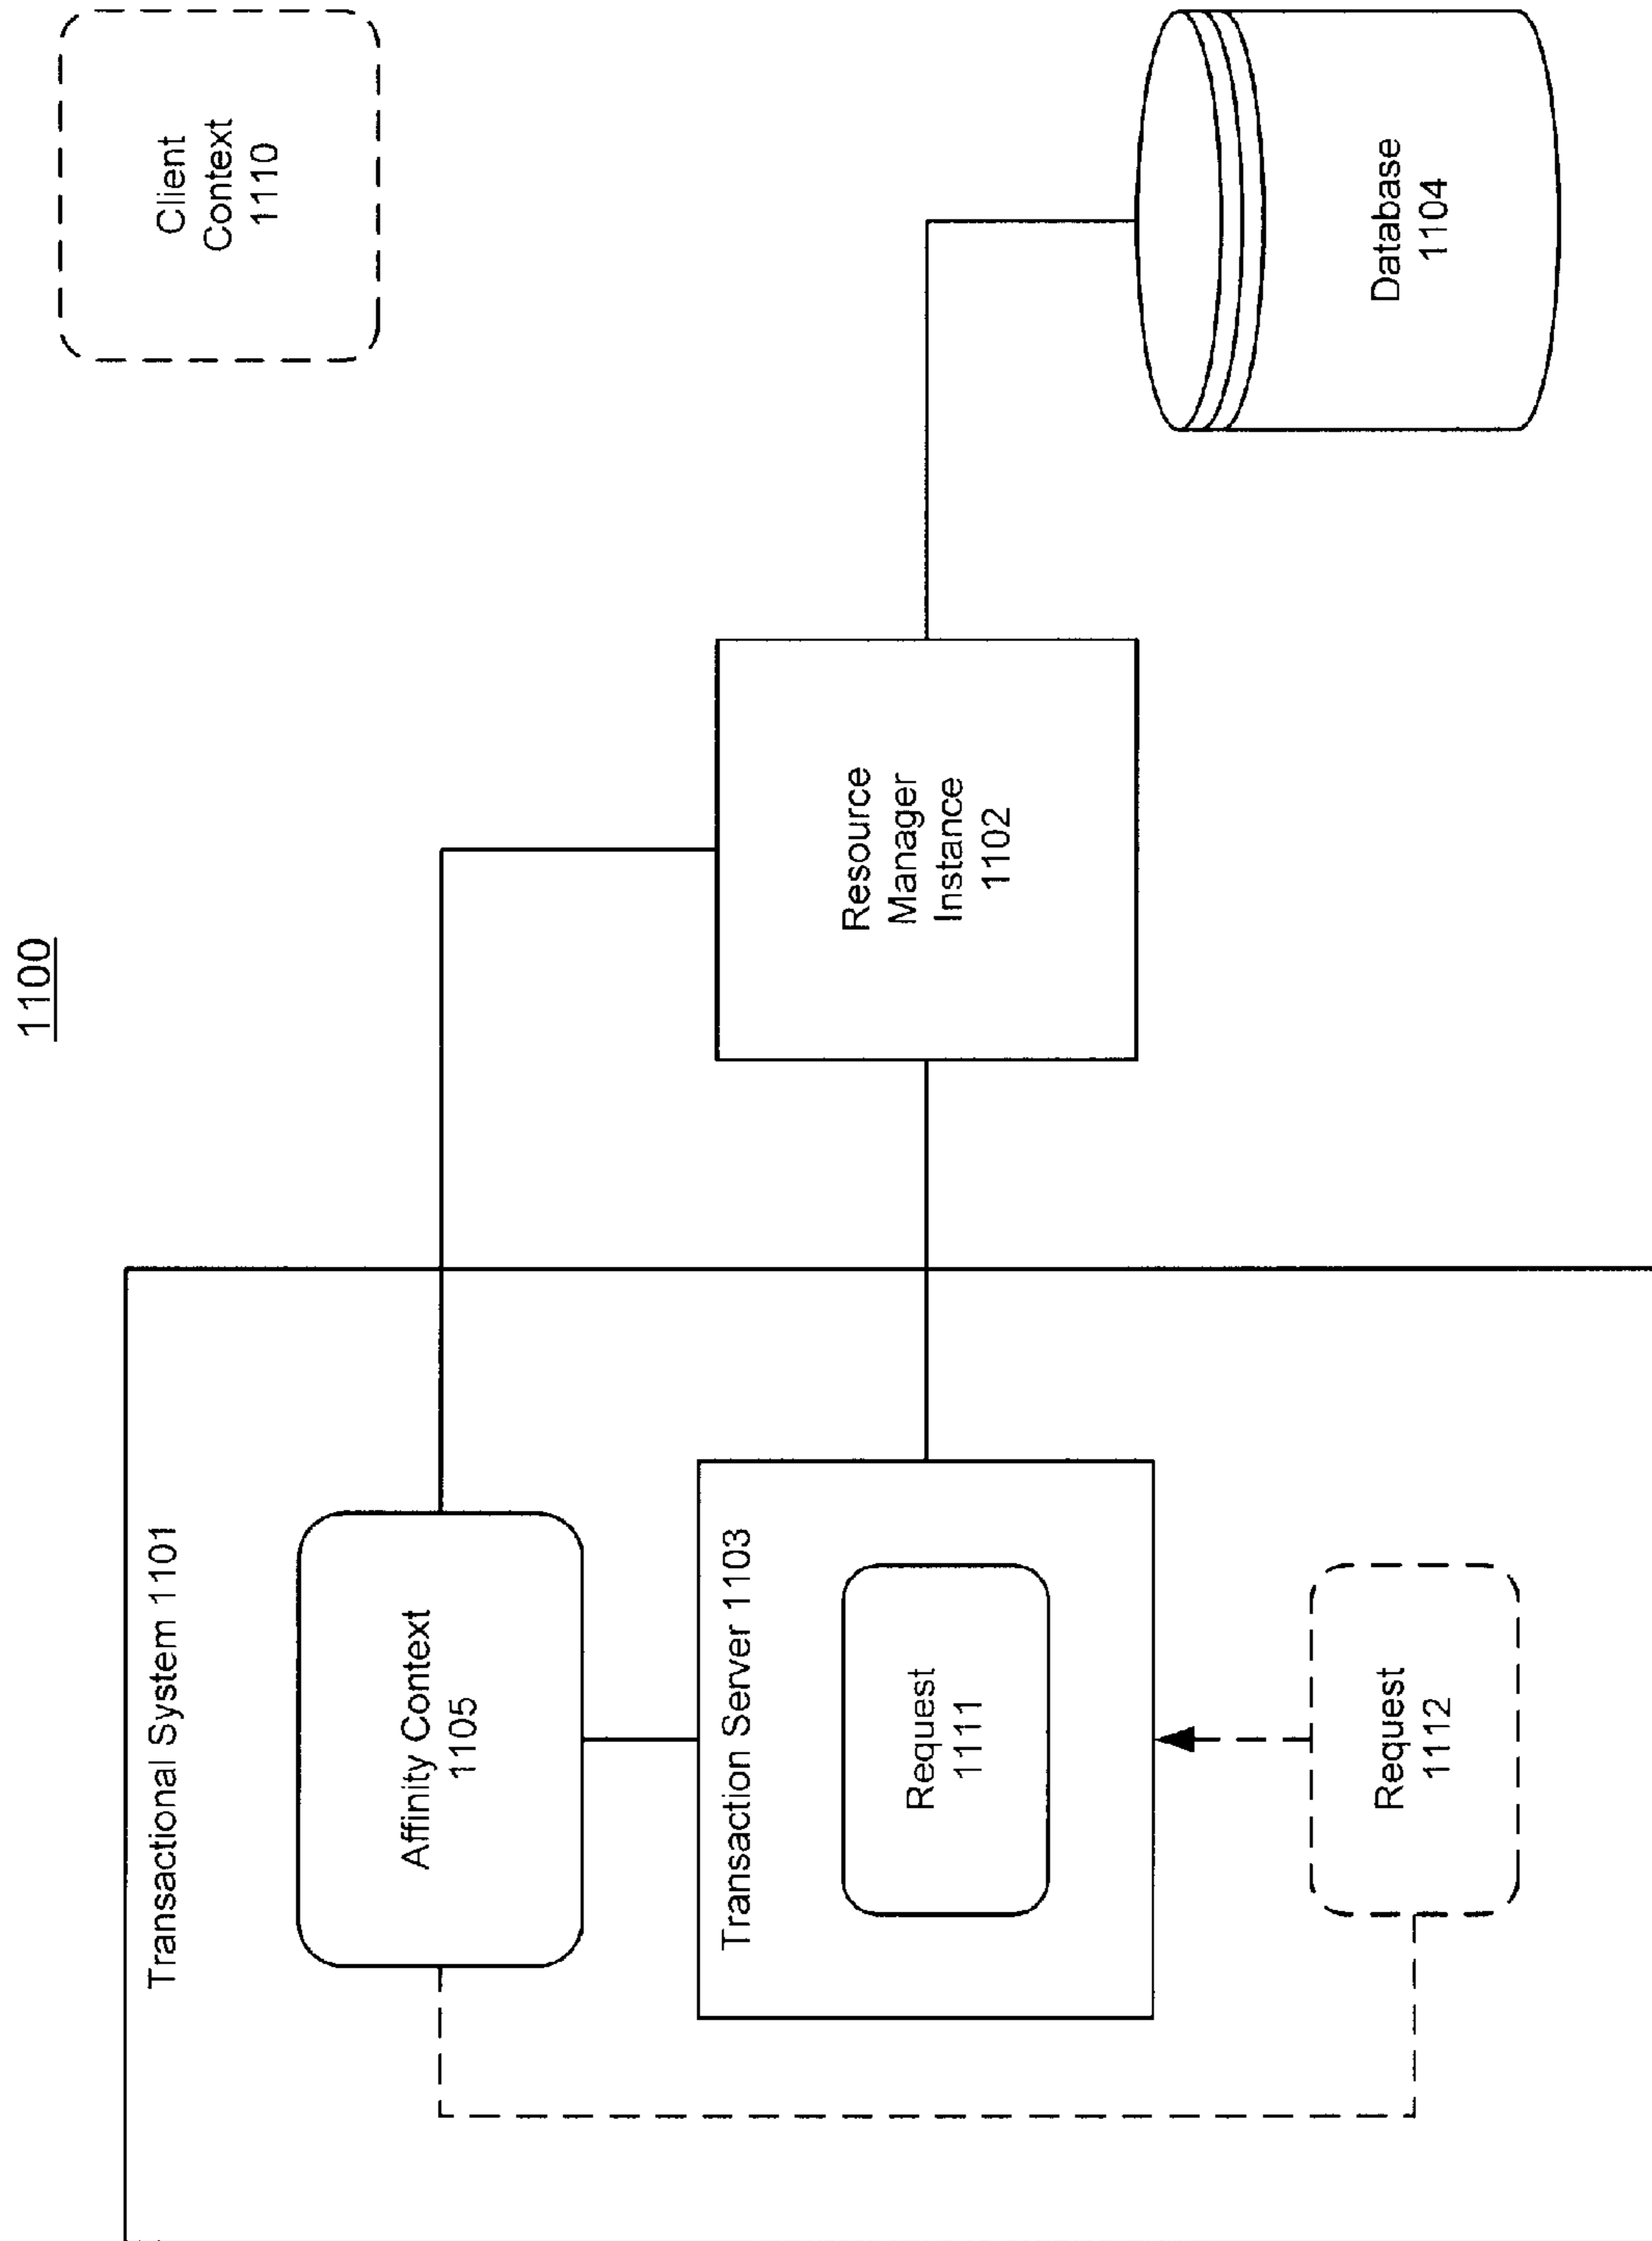 1100
Transactional System 1101
Client
Context
1110
Affinity Context
1105
Transaction Server 1103
Request
1111
Resource
Manager
Instance
1102
Request
1112
Database
1104